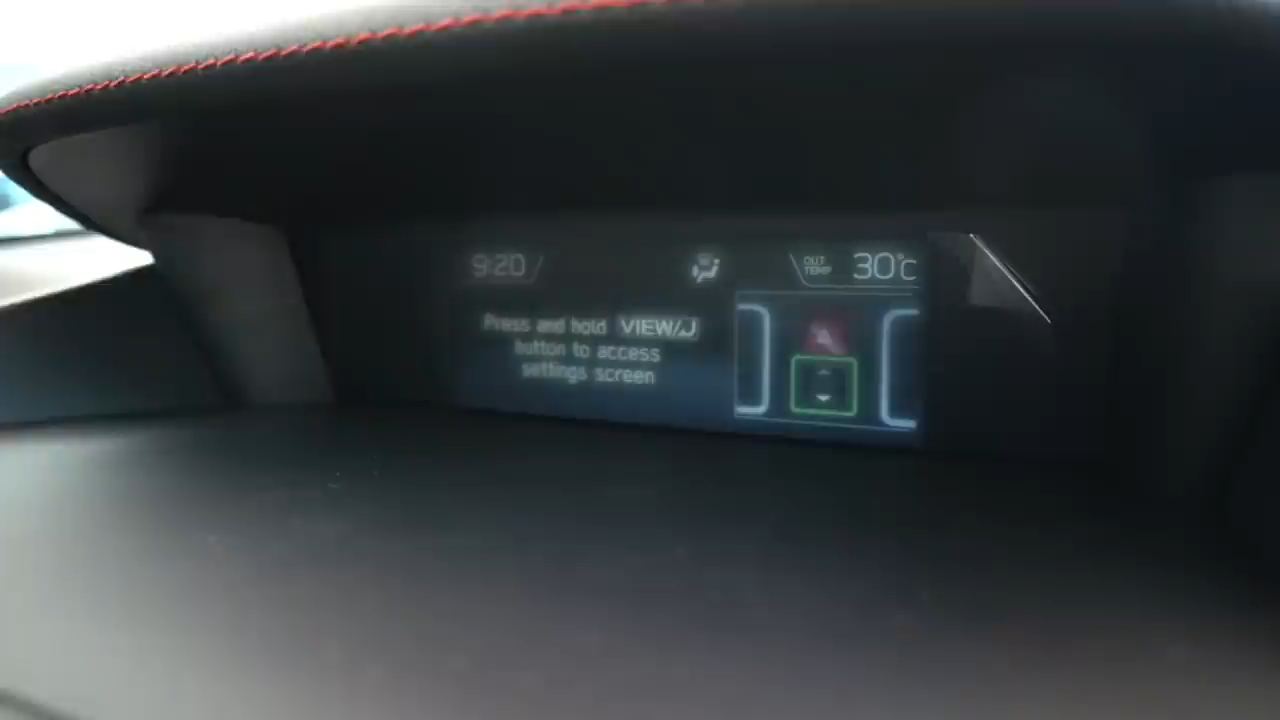 9:20
OUT
TEMP
30°C
Press and hold VIEW/⤾
button to access
settings screen